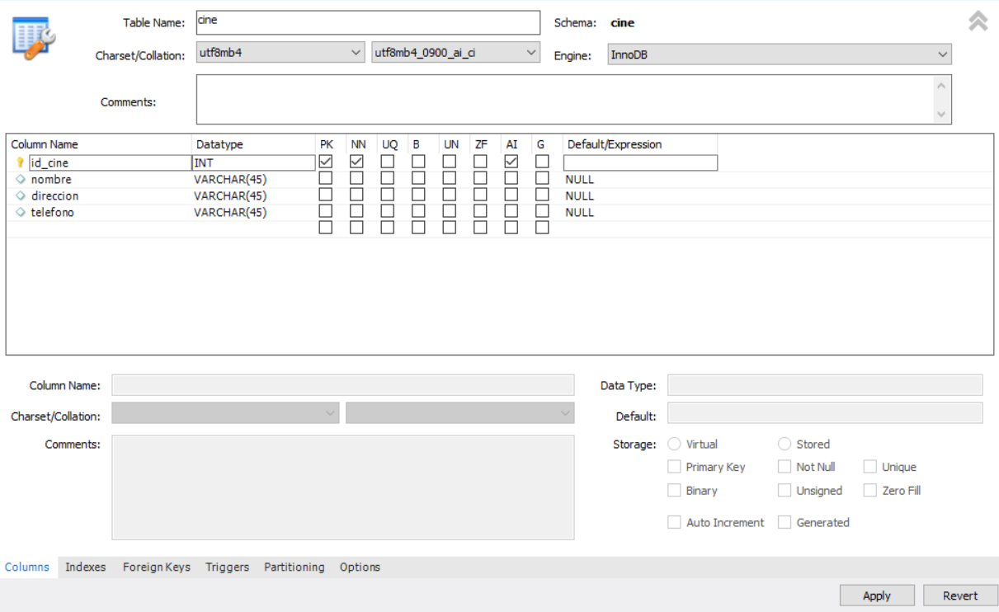 Table Name: cine Schema: cine
Charset/Collation: utf8mb4 utf8mb4_0900_ai_ci Engine: InnoDB
Comments:
Column Name Datatype PK NN UQ B UN ZF AI G Default/Expression
id_cine INT
nombre VARCHAR(45) NULL
direccion VARCHAR(45) NULL
telefono VARCHAR(45) NULL
Column Name: Data Type:
Charset/Collation: Default:
Comments: Storage: Virtual Stored
Primary Key Not Null Unique
Binary Unsigned Zero Fill
Auto Increment Generated
Columns Indexes Foreign Keys Triggers Partitioning Options
Apply Revert